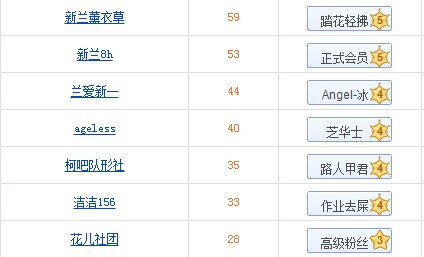 新兰薰衣草 59 踏花轻拂 5
新兰8h 53 正式会员 5
兰爱新一 44 Angel-冰 4
ageless 40 芝华士 4
柯吧队形社 35 路人甲君 4
洁洁156 33 作业去屎 4
花儿社团 28 高级粉丝 3